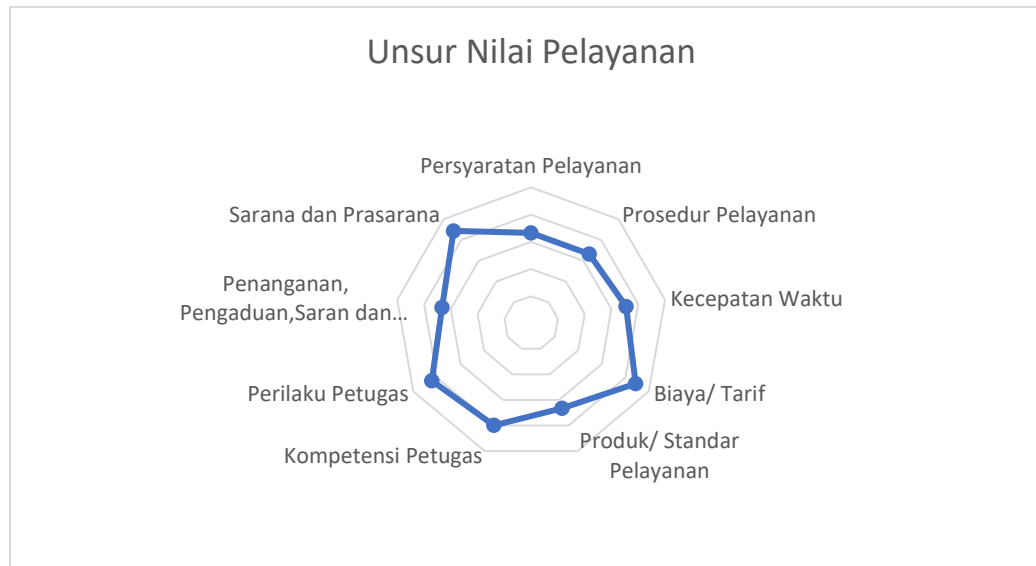 Unsur Nilai Pelayanan
Persyaratan Pelayanan
Prosedur Pelayanan
Kecepatan Waktu
Biaya/ Tarif
Produk/ Standar
Pelayanan
Kompetensi Petugas
Perilaku Petugas
Penanganan,
Pengaduan,Saran dan...
Sarana dan Prasarana